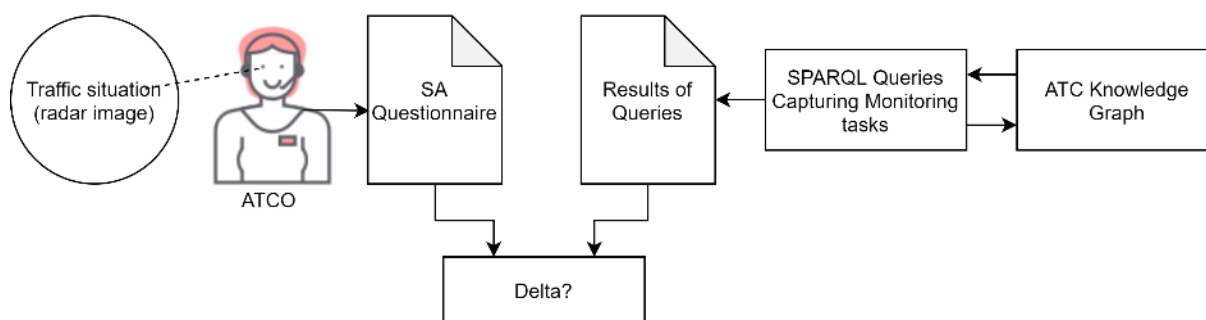 Traffic situation
(radar image)
ATCO
SA
Questionnaire
Results of
Queries
SPARQL Queries
Capturing Monitoring
tasks
ATC Knowledge
Graph
Delta?